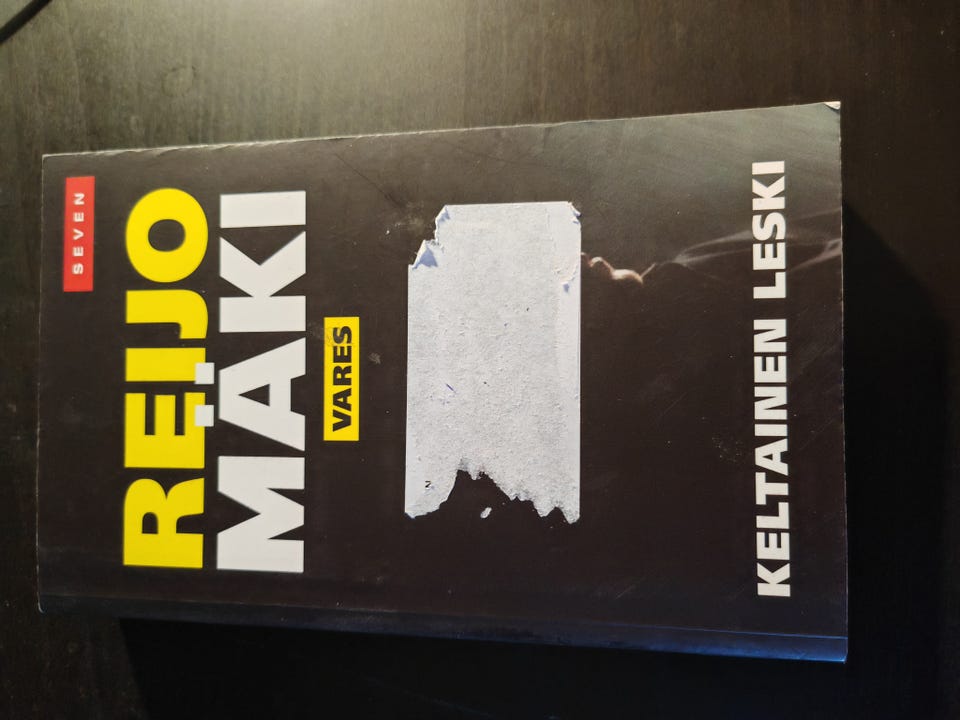 SEVEN
REIJO
MÄKI
VARES
KELTAINEN LESKI